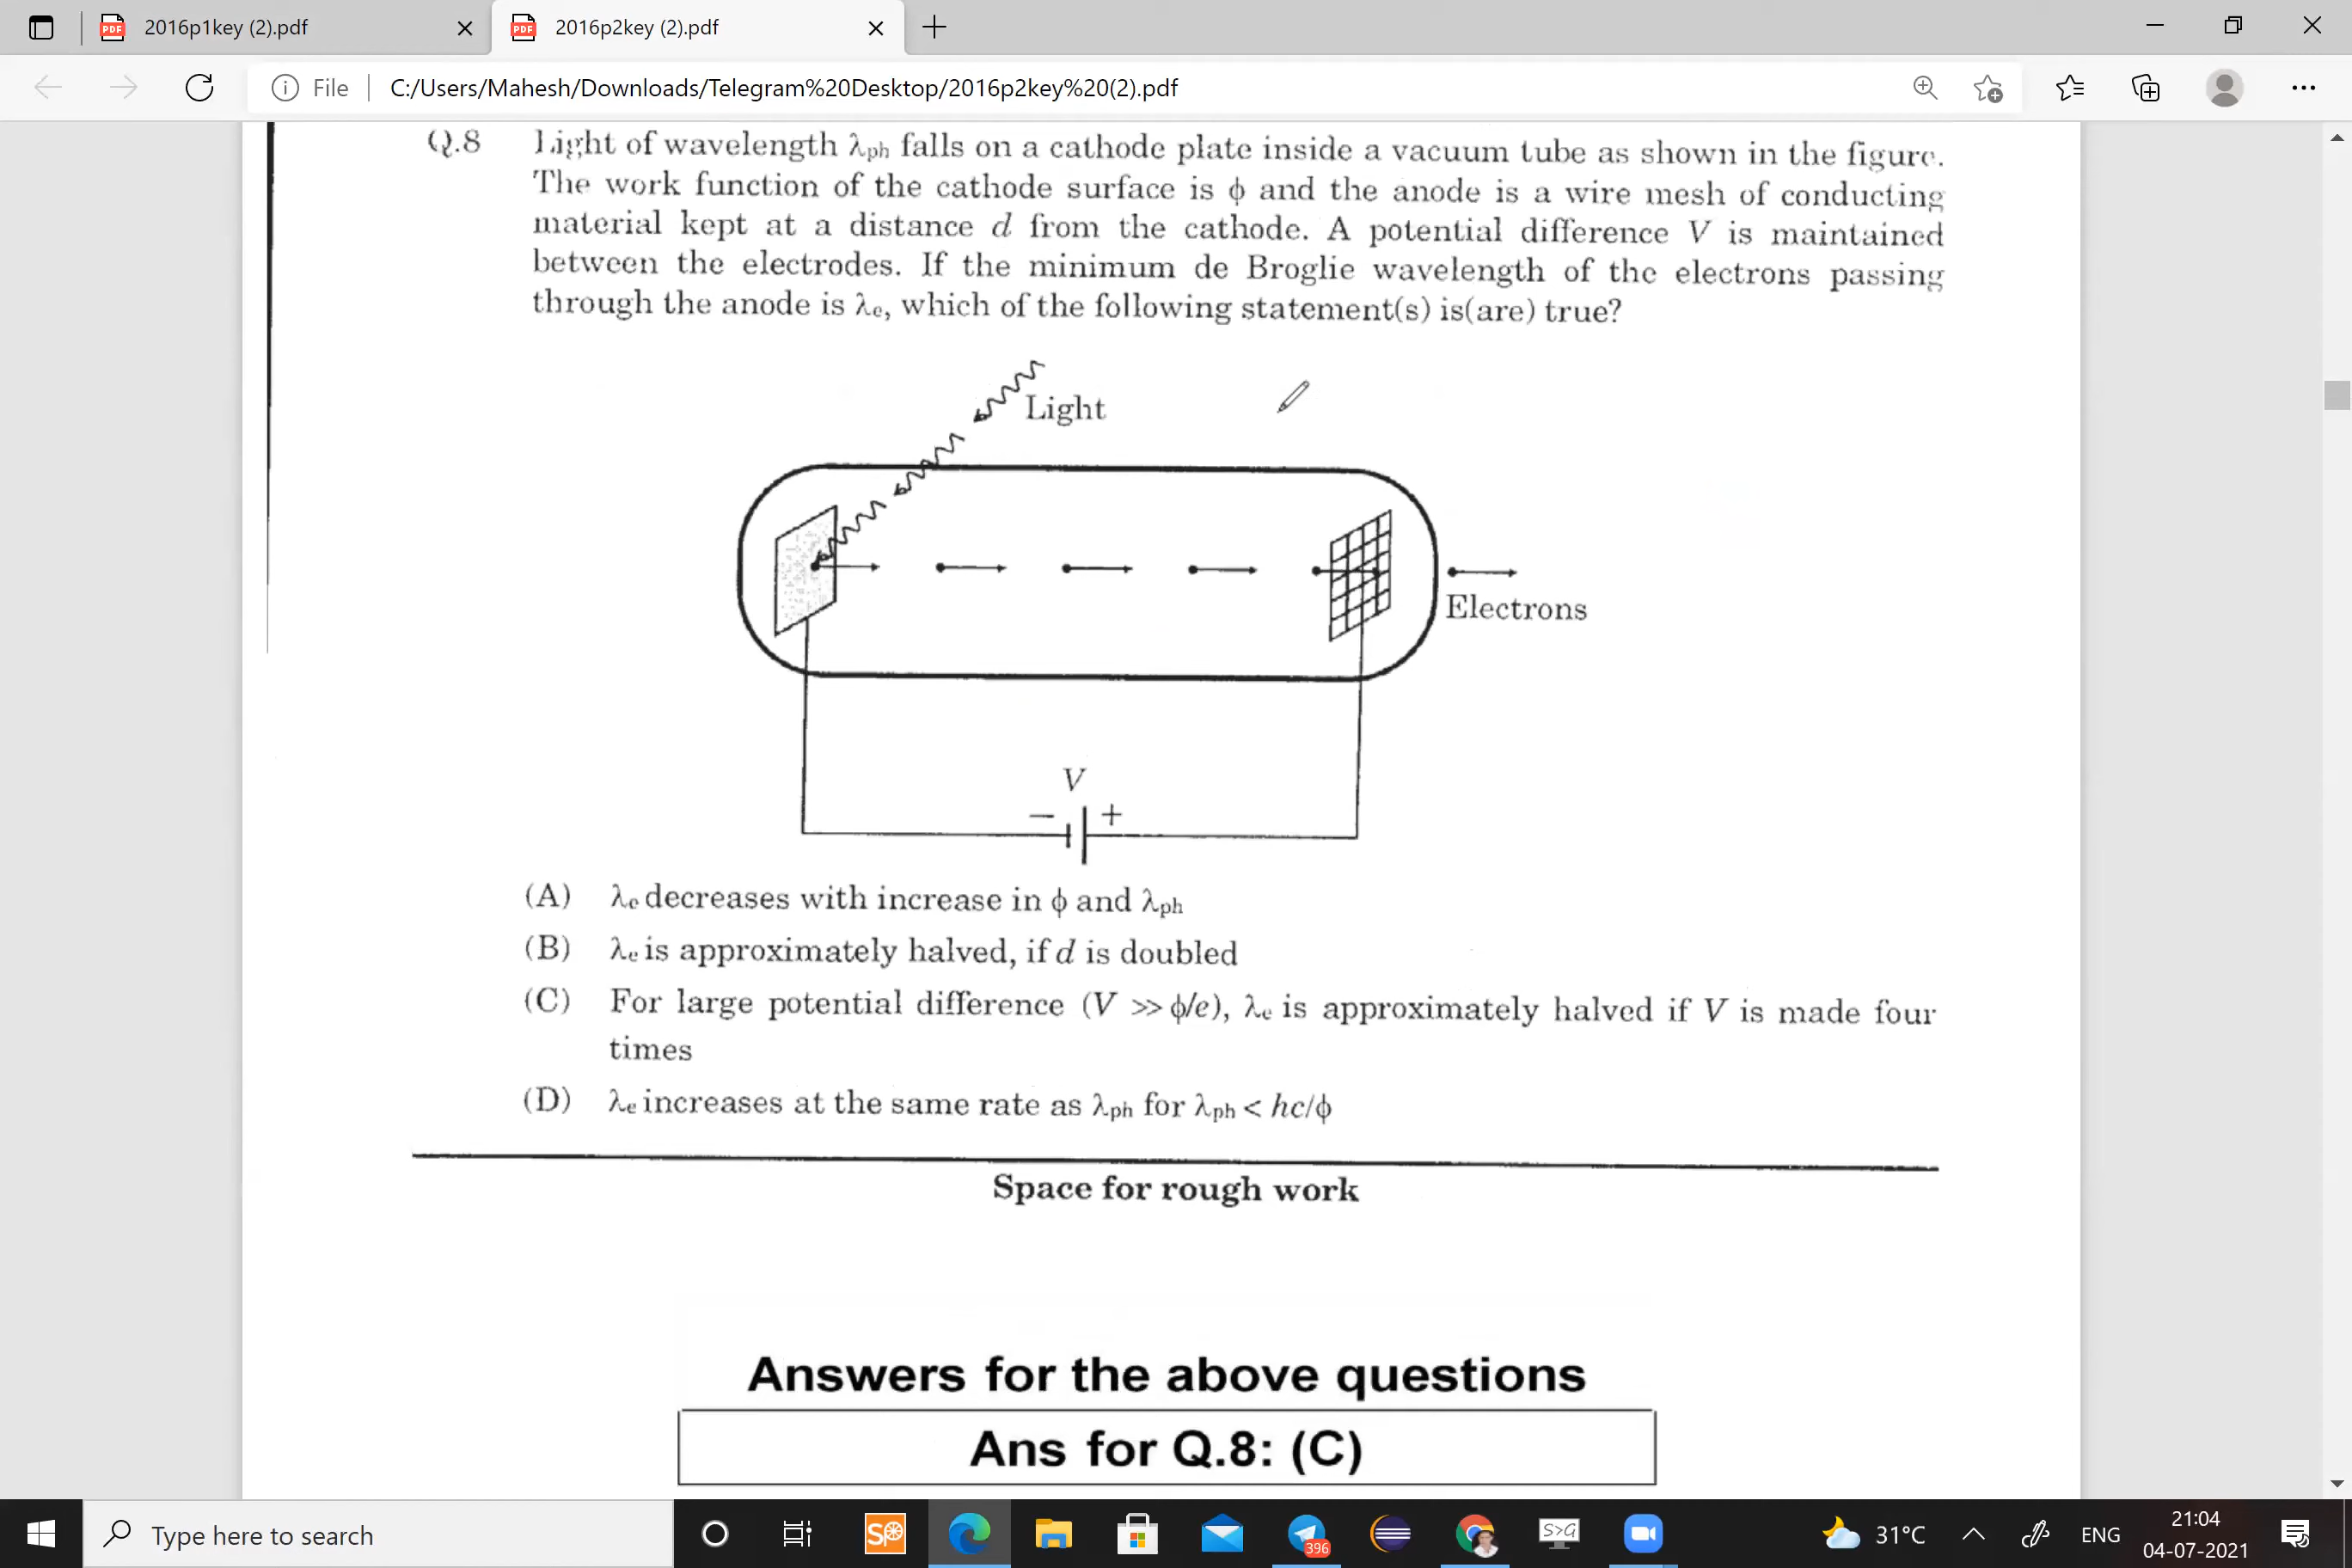 2016p1key (2).pdf
2016p2key (2).pdf
File
C:/Users/Mahesh/Downloads/Telegram%20Desktop/2016p2key%20(2).pdf
Q.8 Light of wavelength λph falls on a cathode plate inside a vacuum tube as shown in the figure.
The work function of the cathode surface is ϕ and the anode is a wire mesh of conducting
material kept at a distance d from the cathode. A potential difference V is maintained
between the electrodes. If the minimum de Broglie wavelength of the electrons passing
through the anode is λe, which of the following statement(s) is(are) true?
Light
Electrons
V
− +
(A) λe decreases with increase in ϕ and λph
(B) λe is approximately halved, if d is doubled
(C) For large potential difference (V >> ϕ/e), λe is approximately halved if V is made four
times
(D) λe increases at the same rate as λph for λph < hc/ϕ
Space for rough work
Answers for the above questions
Ans for Q.8: (C)
Type here to search
SP
396
S>G
31°C
ENG
21:04
04-07-2021